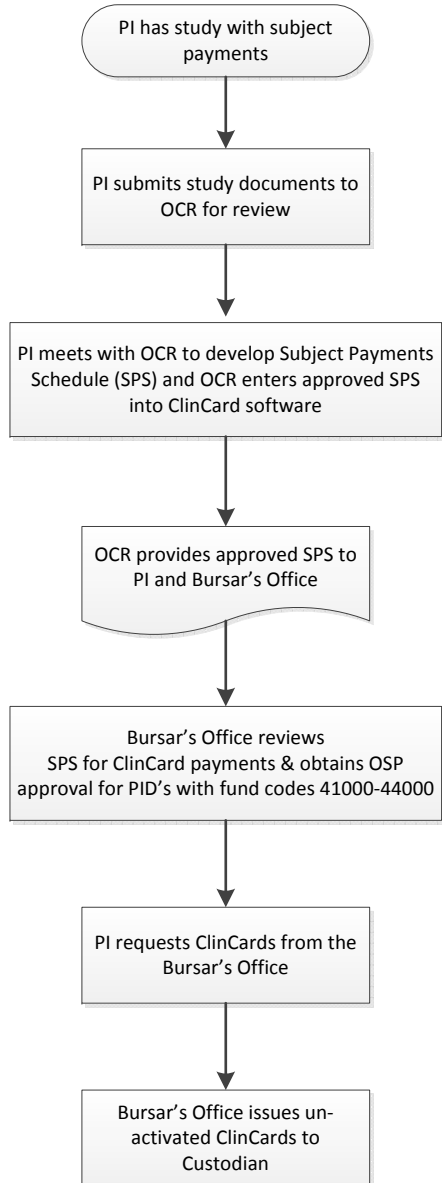 PI has study with subject
payments
PI submits study documents to
OCR for review
PI meets with OCR to develop Subject Payments
Schedule (SPS) and OCR enters approved SPS
into ClinCard software
OCR provides approved SPS to
PI and Bursar’s Office
Bursar’s Office reviews
SPS for ClinCard payments & obtains OSP
approval for PID’s with fund codes 41000-44000
PI requests ClinCards from the
Bursar’s Office
Bursar’s Office issues un-
activated ClinCards to
Custodian